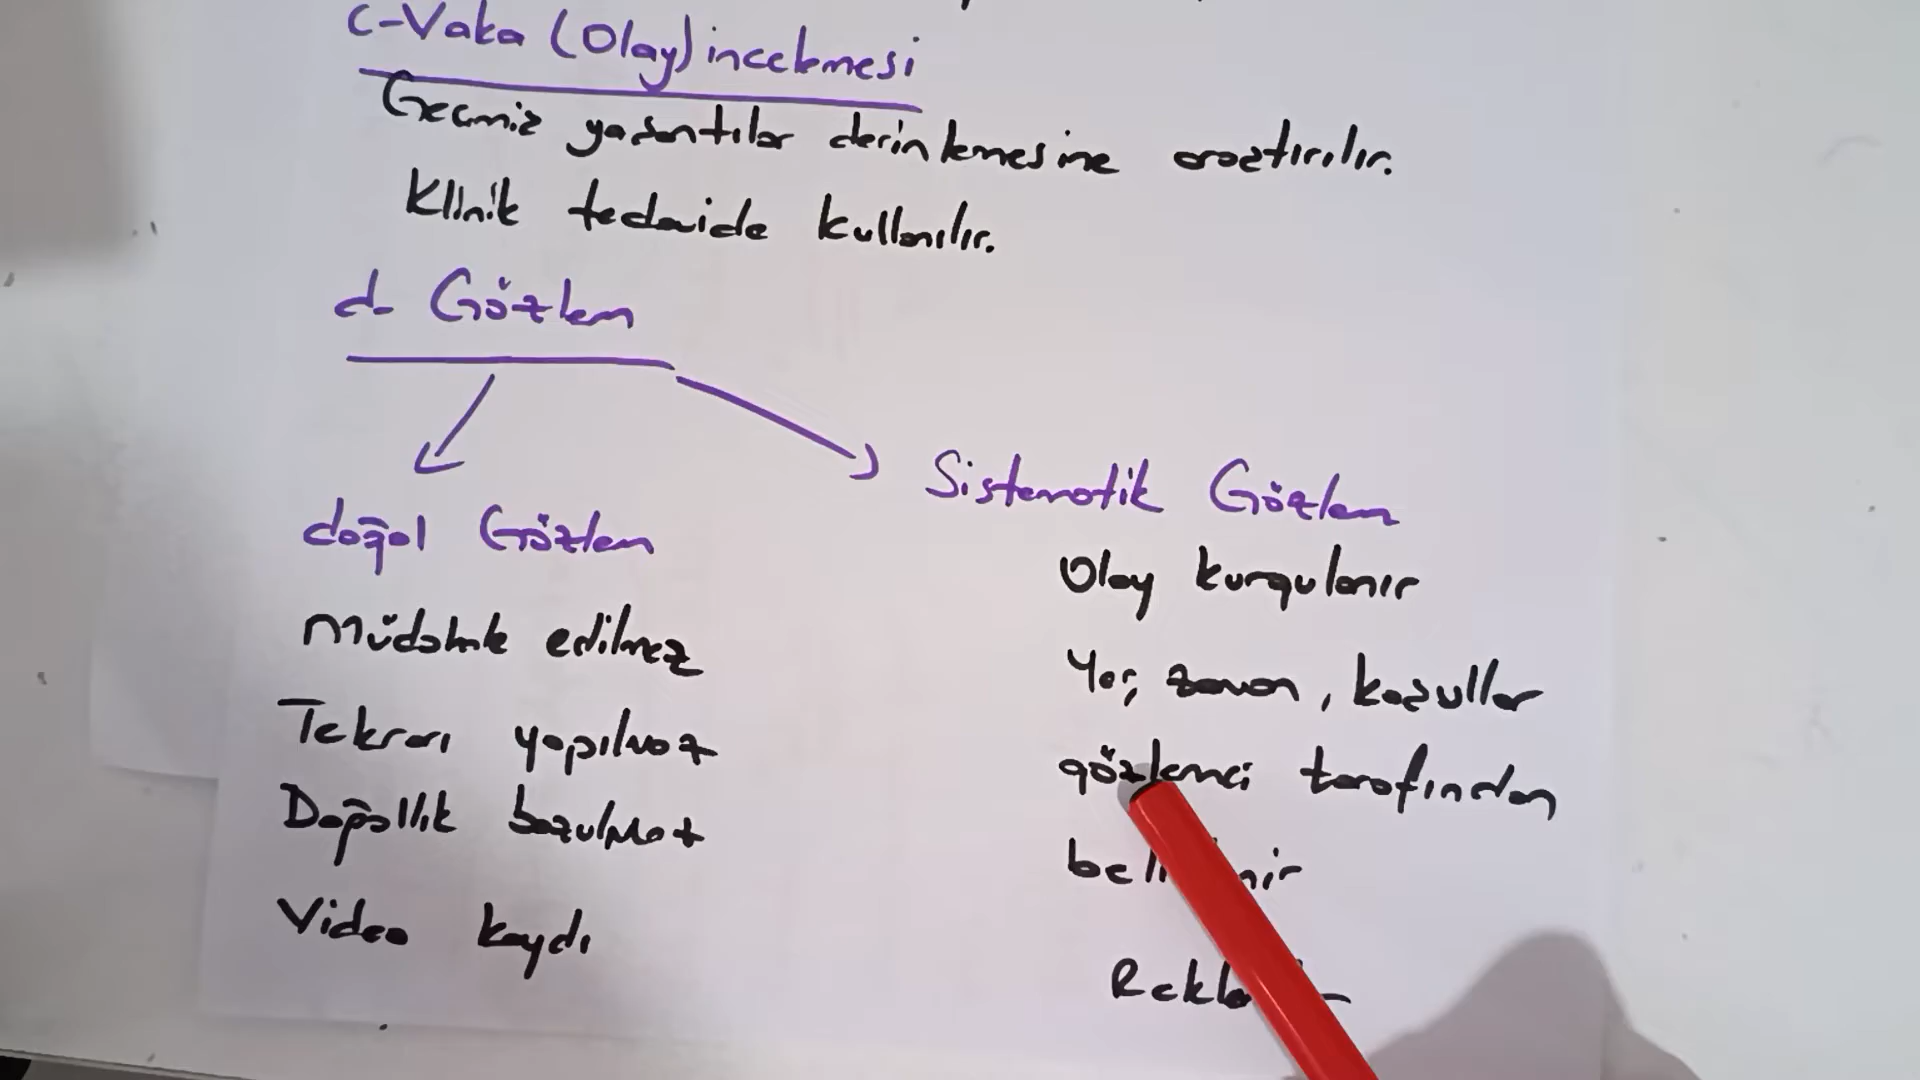 c-Vaka (Olay) incelemesi
Geçmiş yaşantılar derinlemesine araştırılır.
Klinik tedavide kullanılır.
d- Gözlem
doğal Gözlem
Müdahale edilmez
Tekrarı yapılmaz
Doğallık bozulmaz
Video kaydı
Sistematik Gözlem
Olay kurgulanır
Yer, zaman, koşullar
gözlemci tarafından